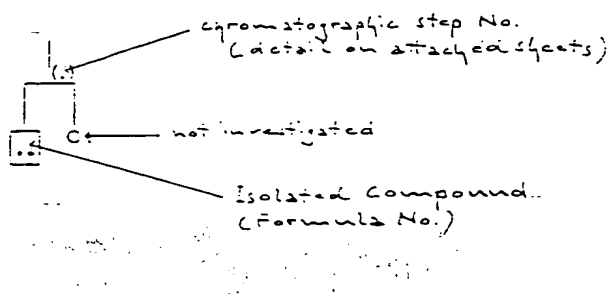 chromatographic step No.
(detail on attached sheets)
(.)
C.
not investigated
..
Isolated Compound..
(Formula No.)